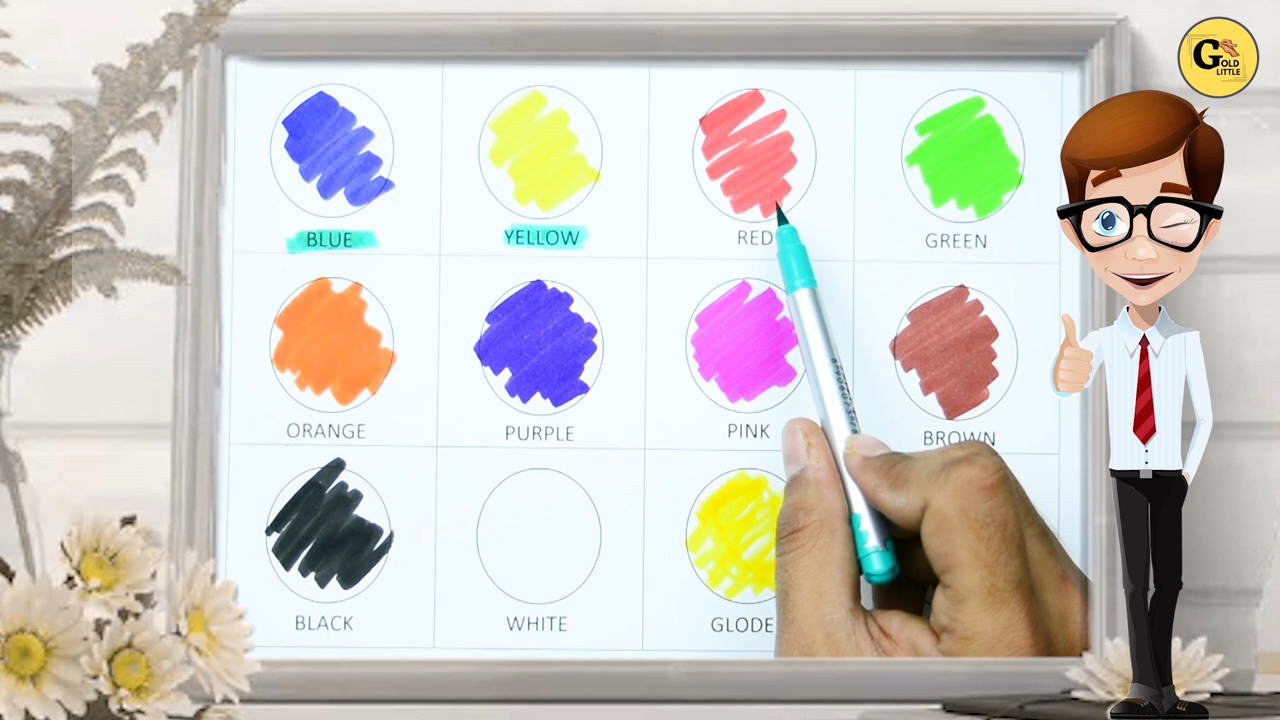 GOLD
LITTLE
BLUE YELLOW RED GREEN
ORANGE PURPLE PINK BROWN
BLACK WHITE GLODE